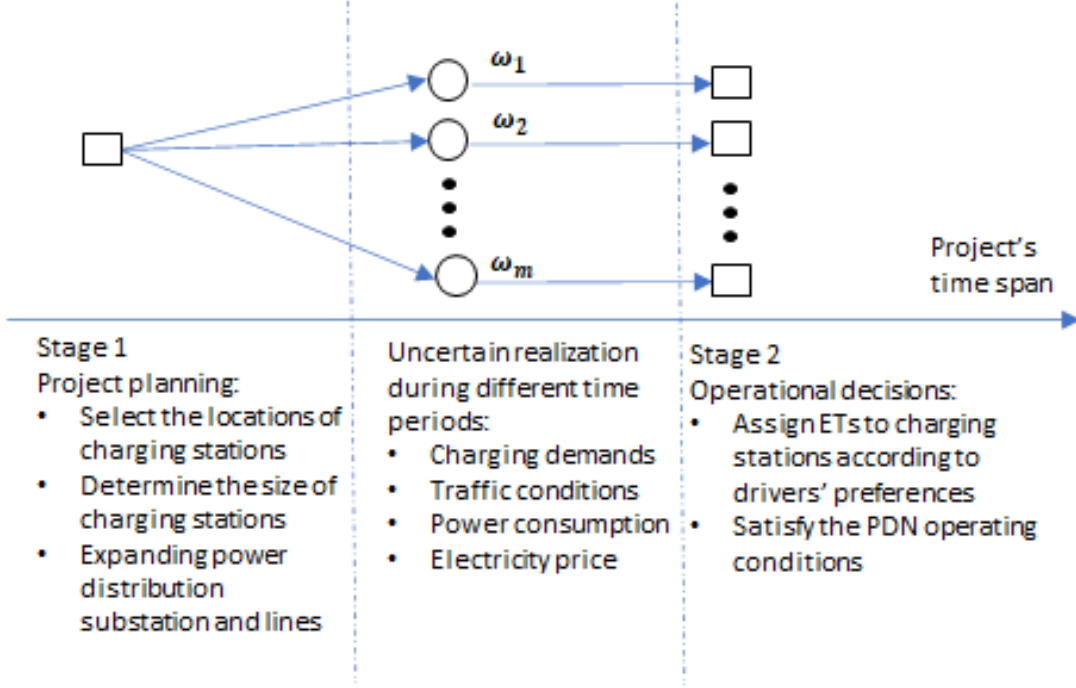 ω1
ω2
ωm
Project's
time span
Stage 1
Project planning:
• Select the locations of
charging stations
• Determine the size of
charging stations
• Expanding power
distribution
substation and lines
Uncertain realization
during different time
periods:
• Charging demands
• Traffic conditions
• Power consumption
• Electricity price
Stage 2
Operational decisions:
• Assign ETs to charging
stations according to
drivers' preferences
• Satisfy the PDN operating
conditions